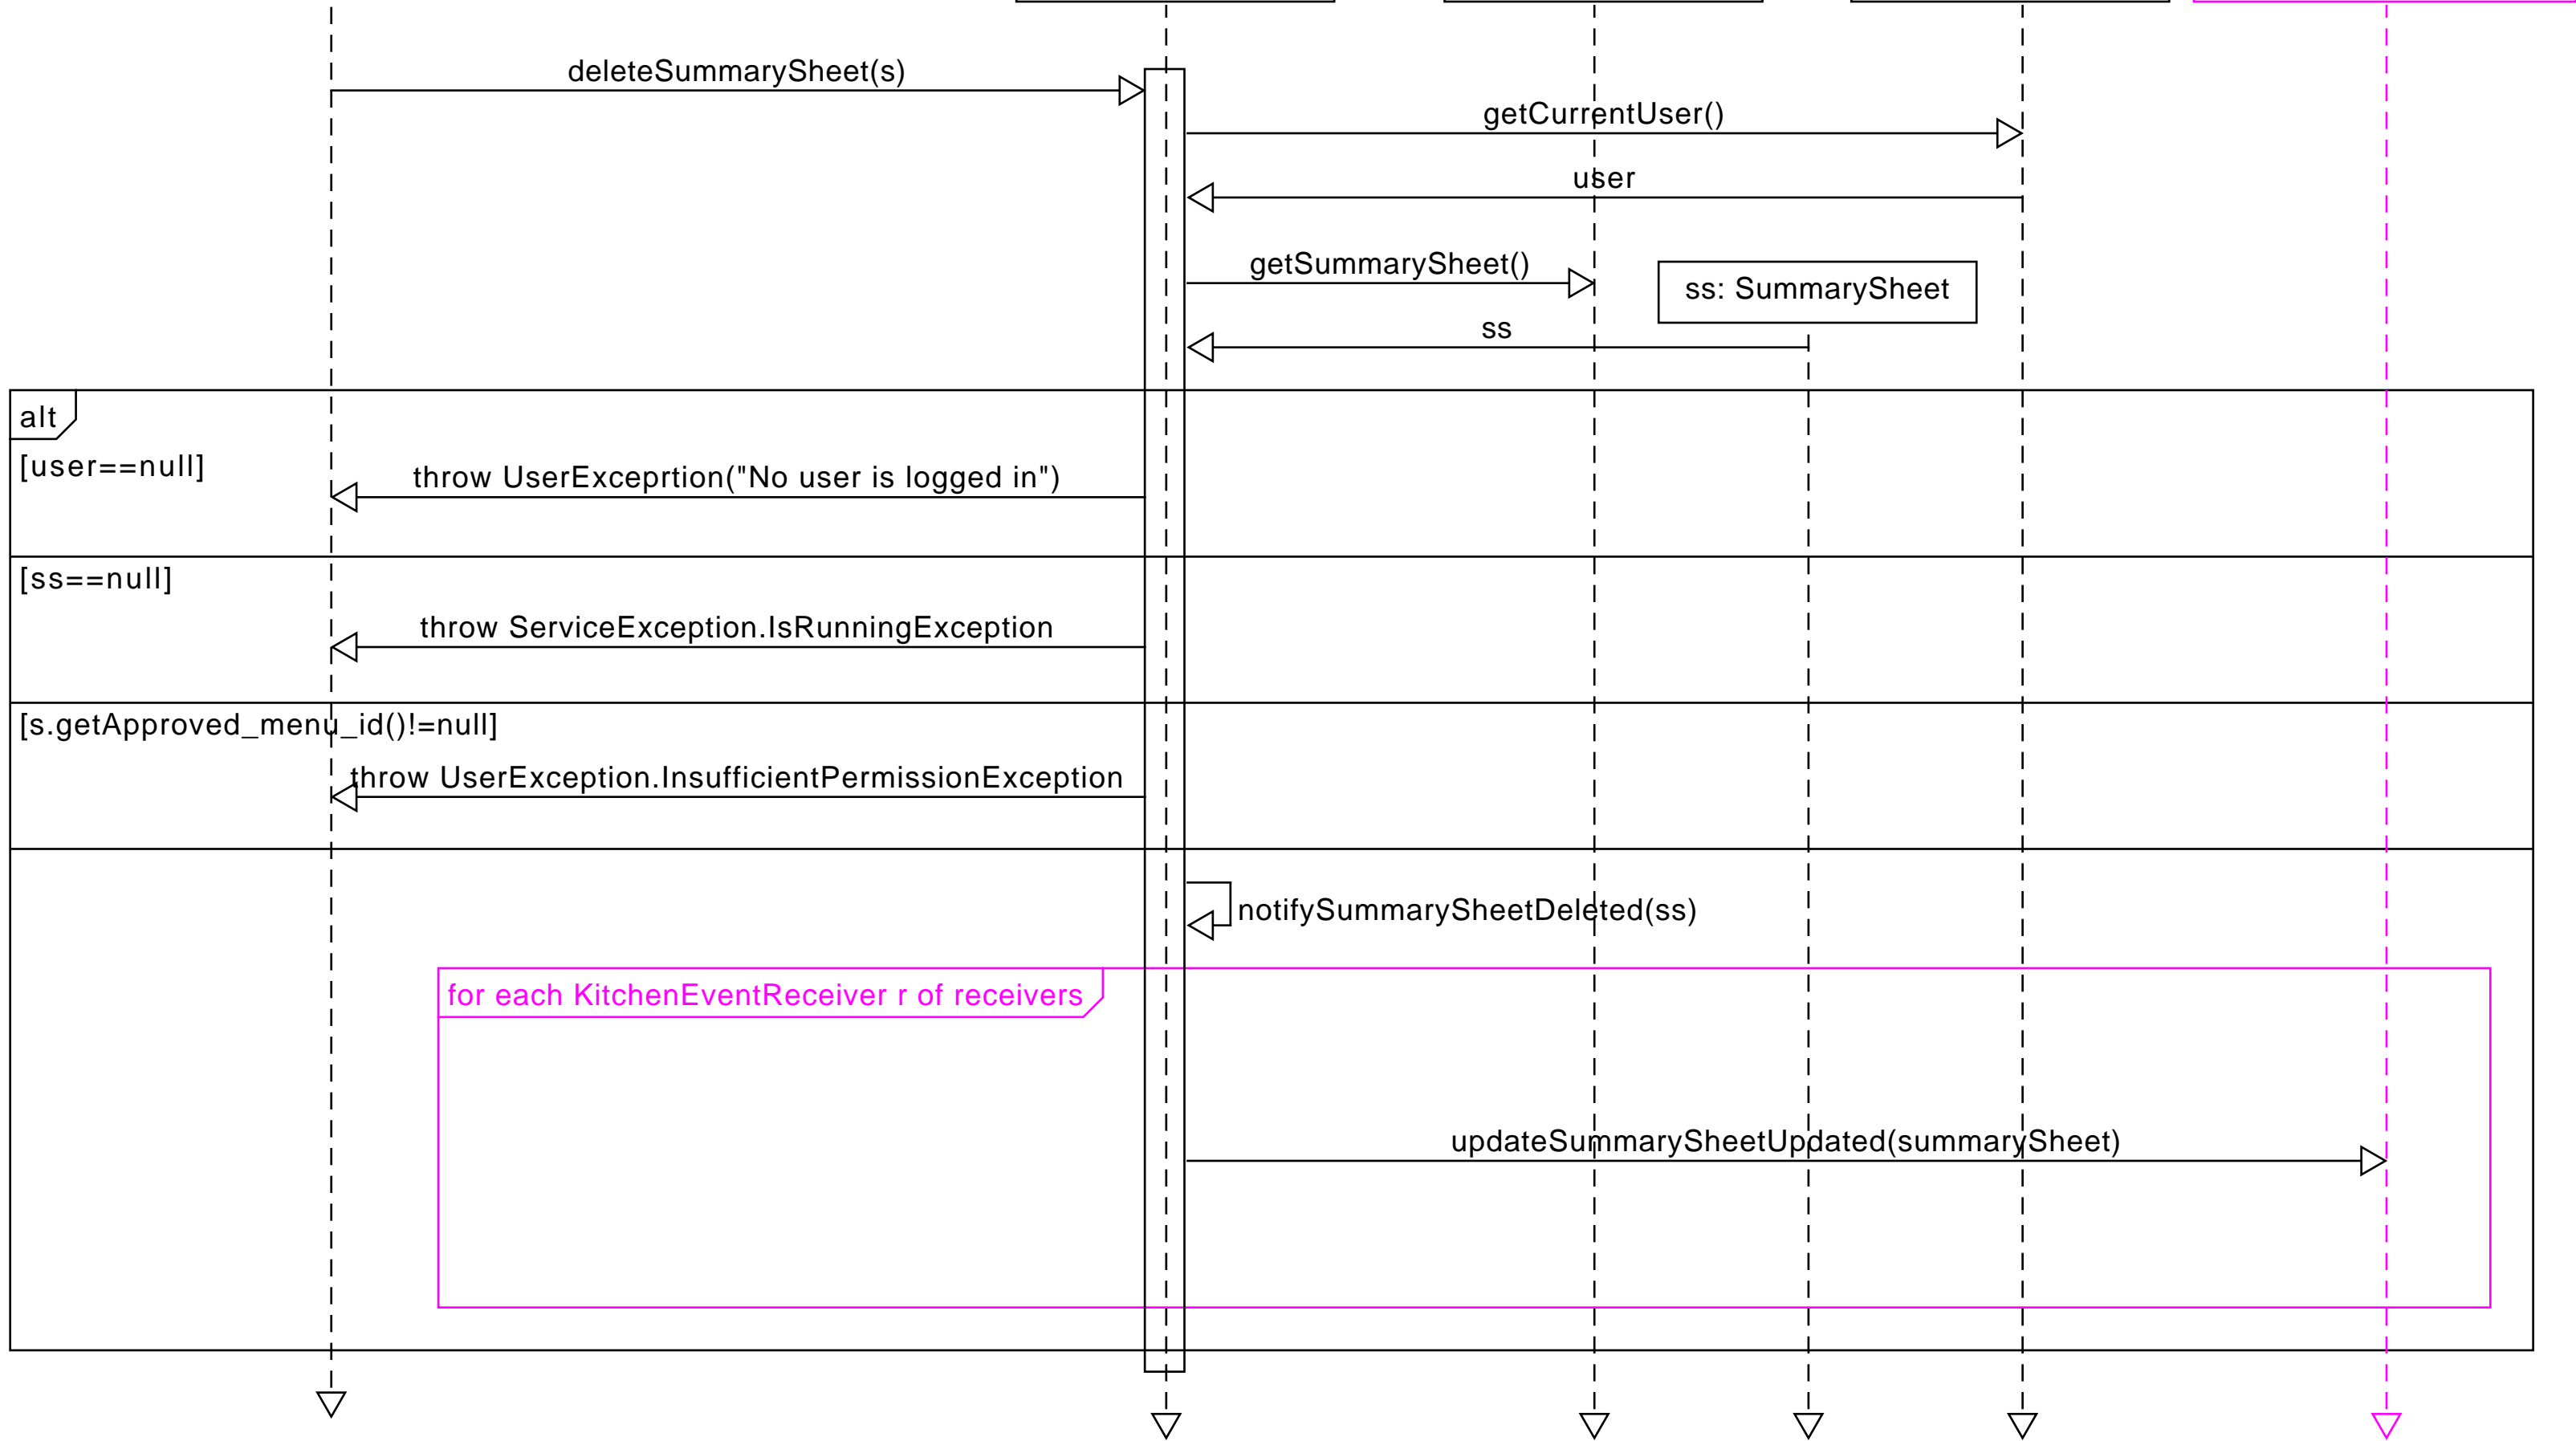 deleteSummarySheet(s)
getCurrentUser()
user
getSummarySheet()
ss: SummarySheet
ss
alt
[user==null]
throw UserExceprtion("No user is logged in")
[ss==null]
throw ServiceException.IsRunningException
[s.getApproved_menu_id()!=null]
throw UserException.InsufficientPermissionException
notifySummarySheetDeleted(ss)
for each KitchenEventReceiver r of receivers
updateSummarySheetUpdated(summarySheet)